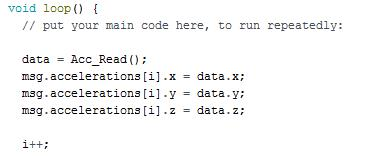 void loop() {
// put your main code here, to run repeatedly:
data = Acc_Read();
msg.accelerations[i].x = data.x;
msg.accelerations[i].y = data.y;
msg.accelerations[i].z = data.z;
i++;